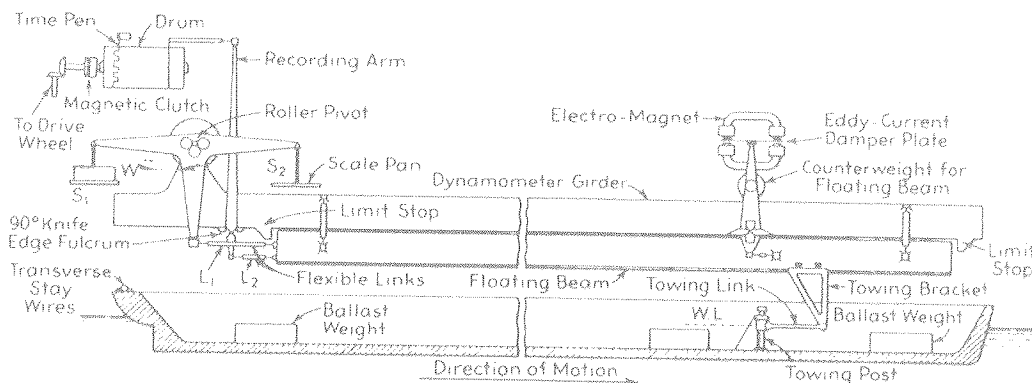 Time Pen
Drum
Recording Arm
Magnetic Clutch
To Drive
Wheel
Roller Pivot
Electro-Magnet
Eddy-Current
Damper Plate
W
S1
S2
Scale Pan
Counterweight for
Floating Beam
Dynamometer Girder
90° Knife
Edge Fulcrum
Limit Stop
Limit
Stop
L1
L2
Flexible Links
Floating Beam
Towing Link
Towing Bracket
Transverse
Stay
Wires
Ballast
Weight
W.L
Ballast Weight
Towing Post
Direction of Motion